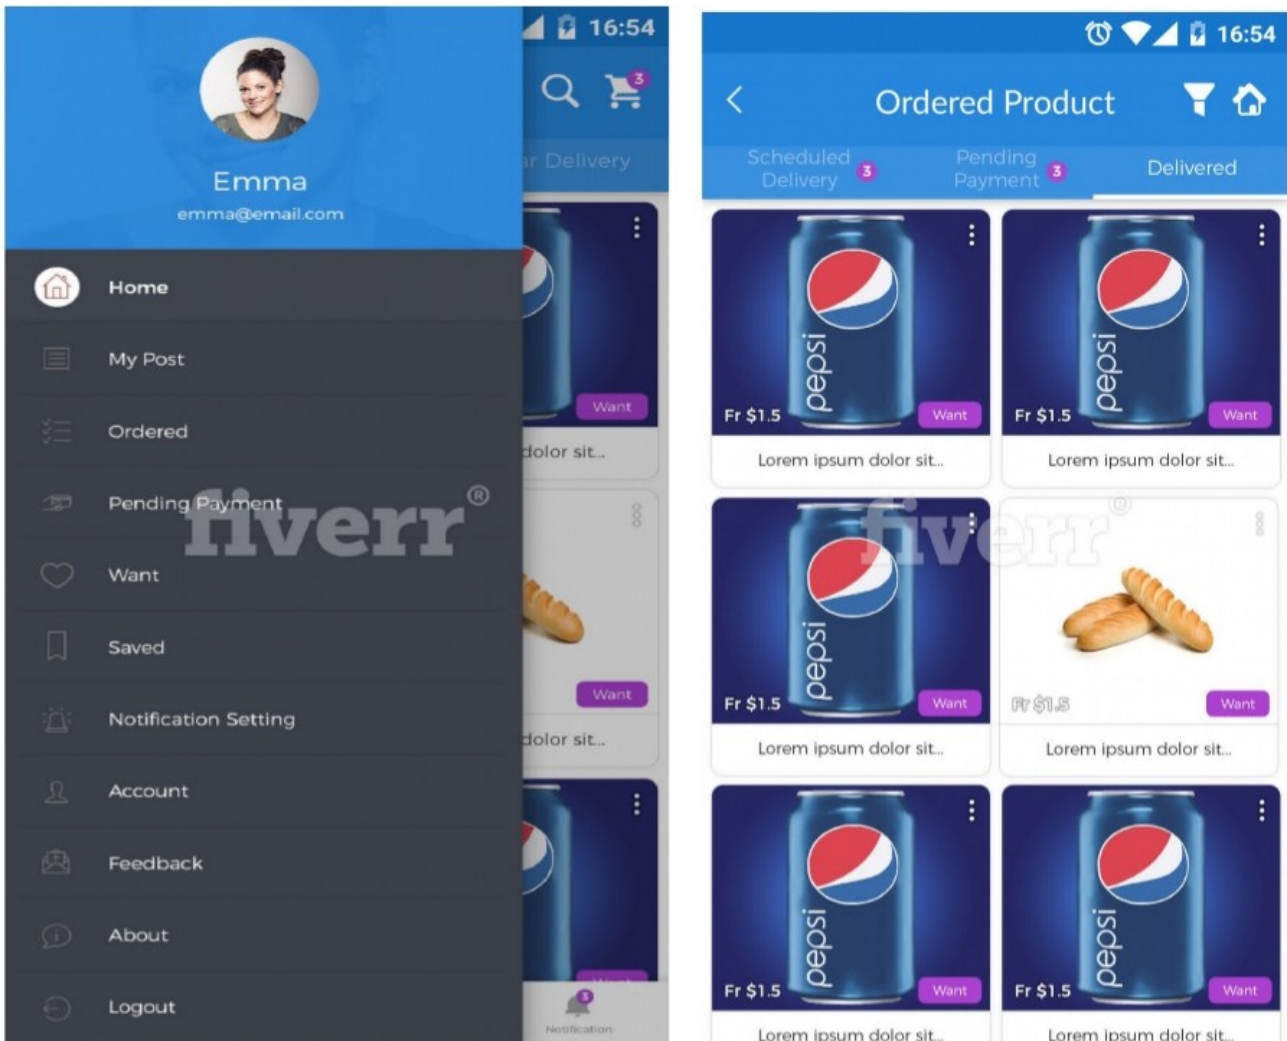 16:54
3
ar Delivery
Emma
emma@email.com
Home
My Post
Ordered
Pending Payment
Want
Saved
Notification Setting
Account
Feedback
About
Logout
fiverr®
Want
dolor sit...
Want
dolor sit...
3
Notification
16:54
Ordered Product
Scheduled Delivery 3
Pending Payment 3
Delivered
pepsi
Fr $1.5
Want
Lorem ipsum dolor sit...
pepsi
Fr $1.5
Want
Lorem ipsum dolor sit...
fiverr®
pepsi
Fr $1.5
Want
Lorem ipsum dolor sit...
Fr $1.5
Want
Lorem ipsum dolor sit...
pepsi
Fr $1.5
Want
Lorem ipsum dolor sit...
pepsi
Fr $1.5
Want
Lorem ipsum dolor sit...